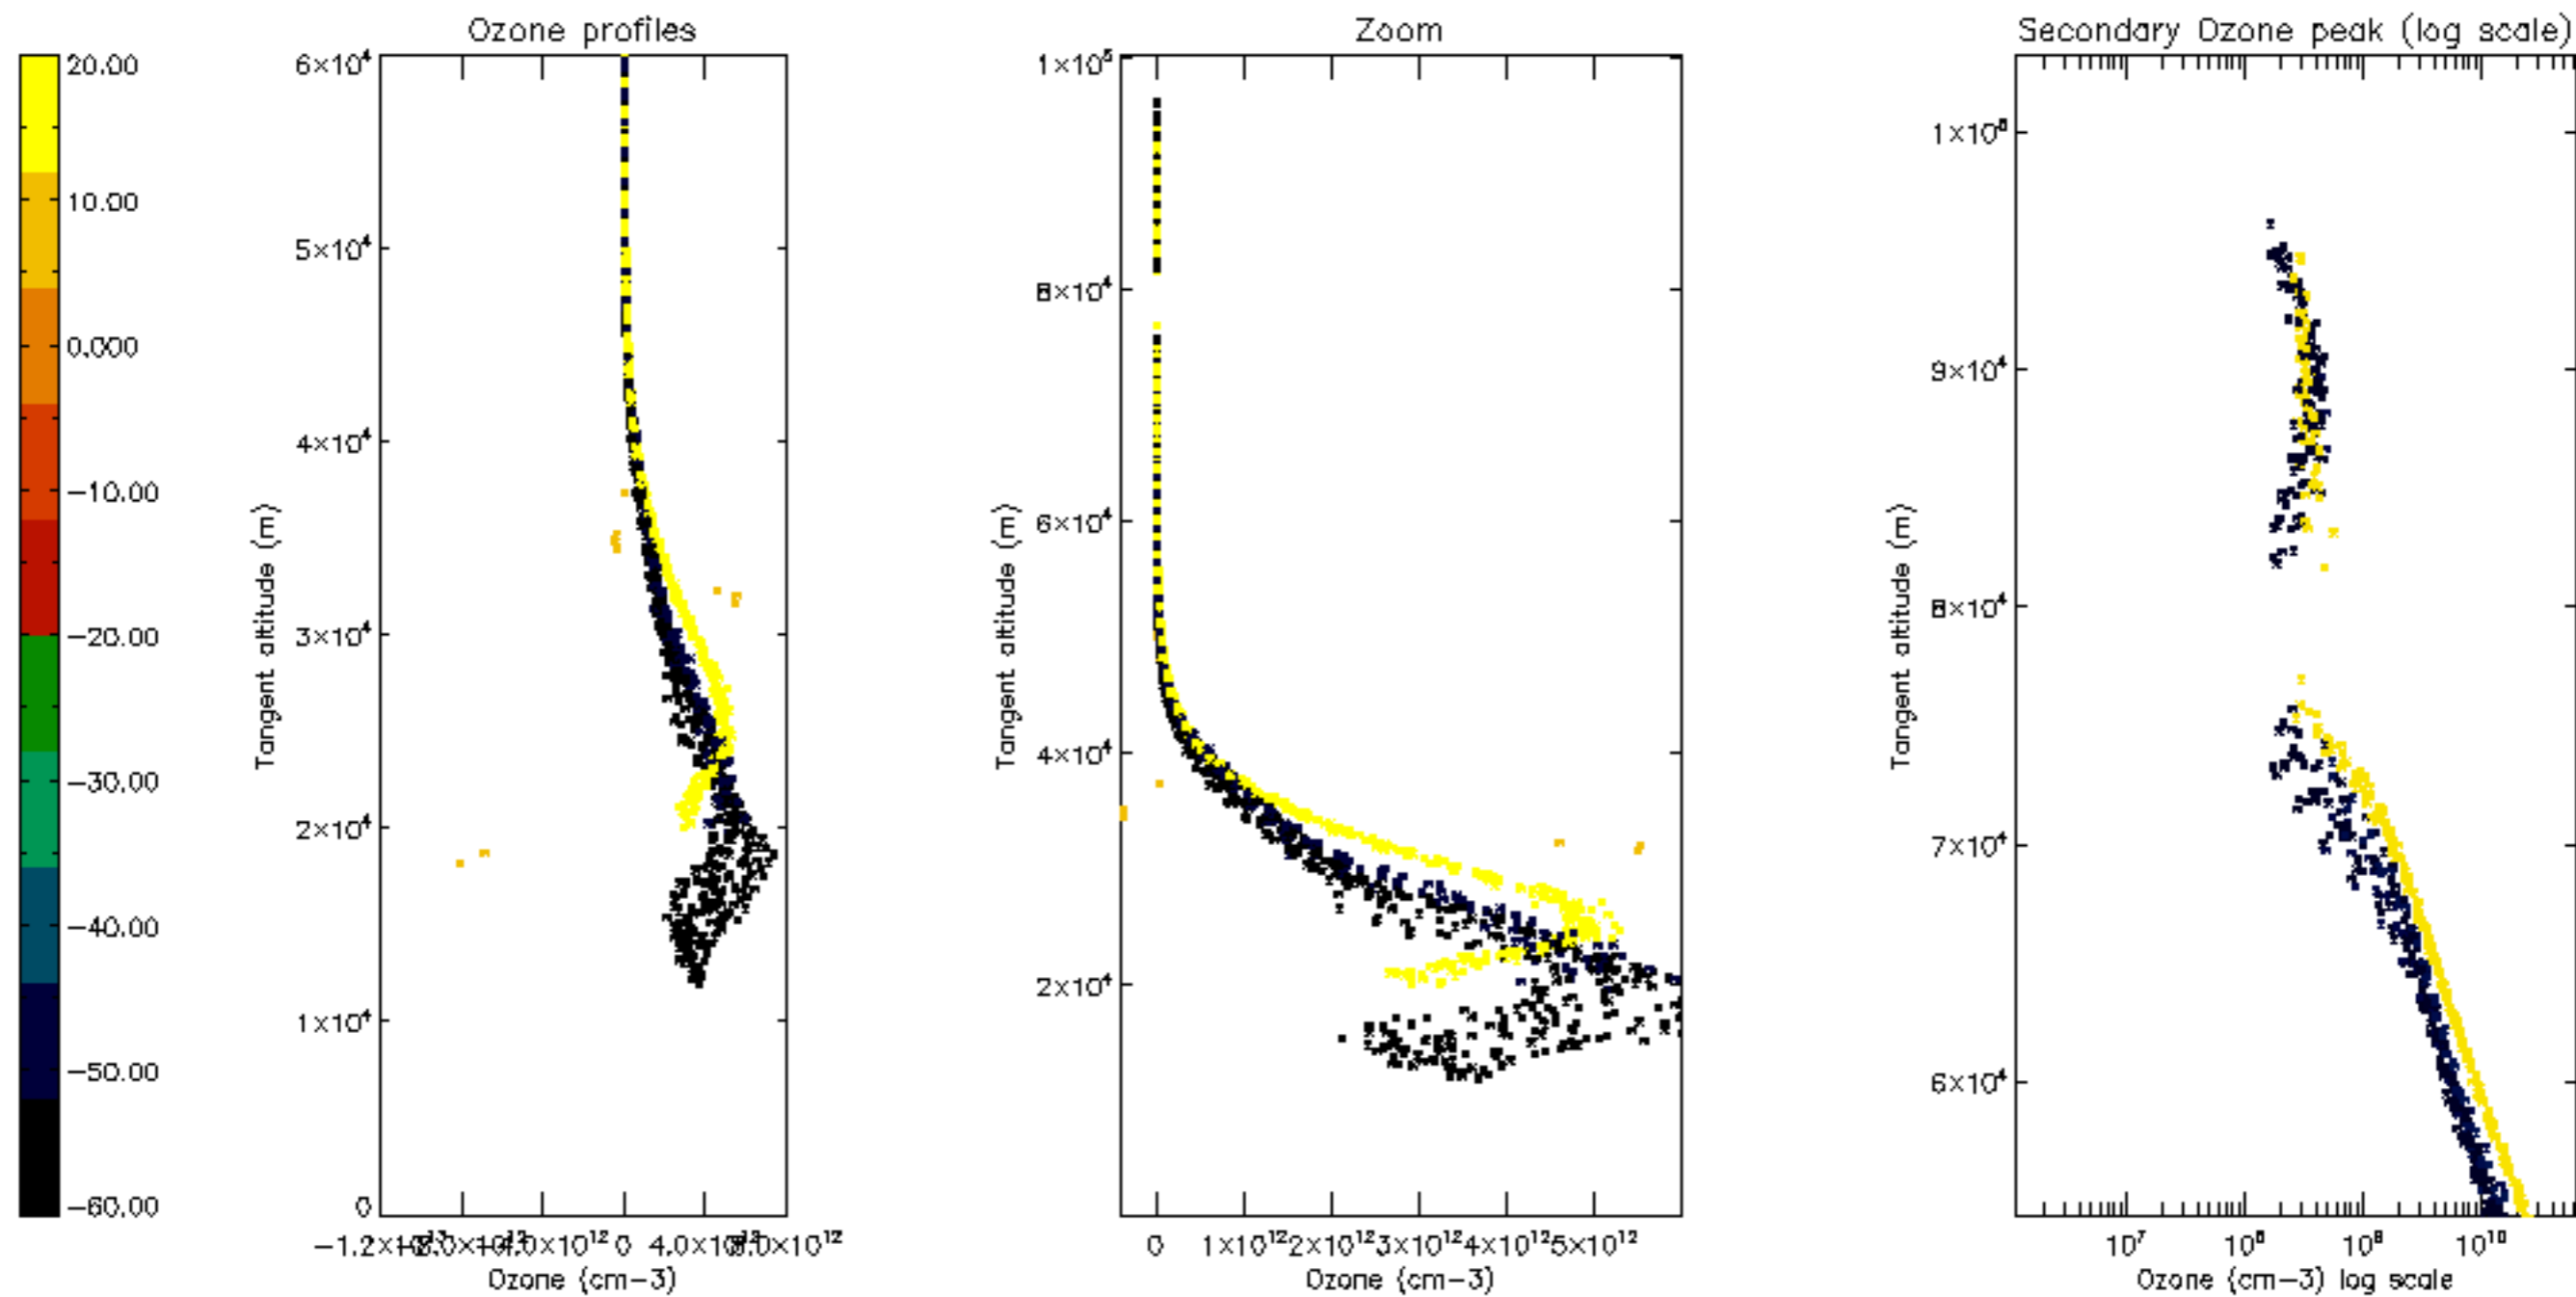 Ozone profiles
Zoom
Secondary Ozone peak (log scale)
20.00
10.00
0.000
-10.00
-20.00
-30.00
-40.00
-50.00
-60.00
6×10⁴
5×10⁴
4×10⁴
3×10⁴
2×10⁴
1×10⁴
0
Tangent altitude (m)
0 4.0×10¹²
Ozone (cm-3)
1×10⁵
8×10⁴
6×10⁴
4×10⁴
2×10⁴
Tangent altitude (m)
0 1×10¹² 2×10¹² 3×10¹² 4×10¹² 5×10¹²
Ozone (cm-3)
9×10⁴
8×10⁴
7×10⁴
6×10⁴
Tangent altitude (m)
10⁷ 10⁸ 10⁹ 10¹⁰
Ozone (cm-3) log scale